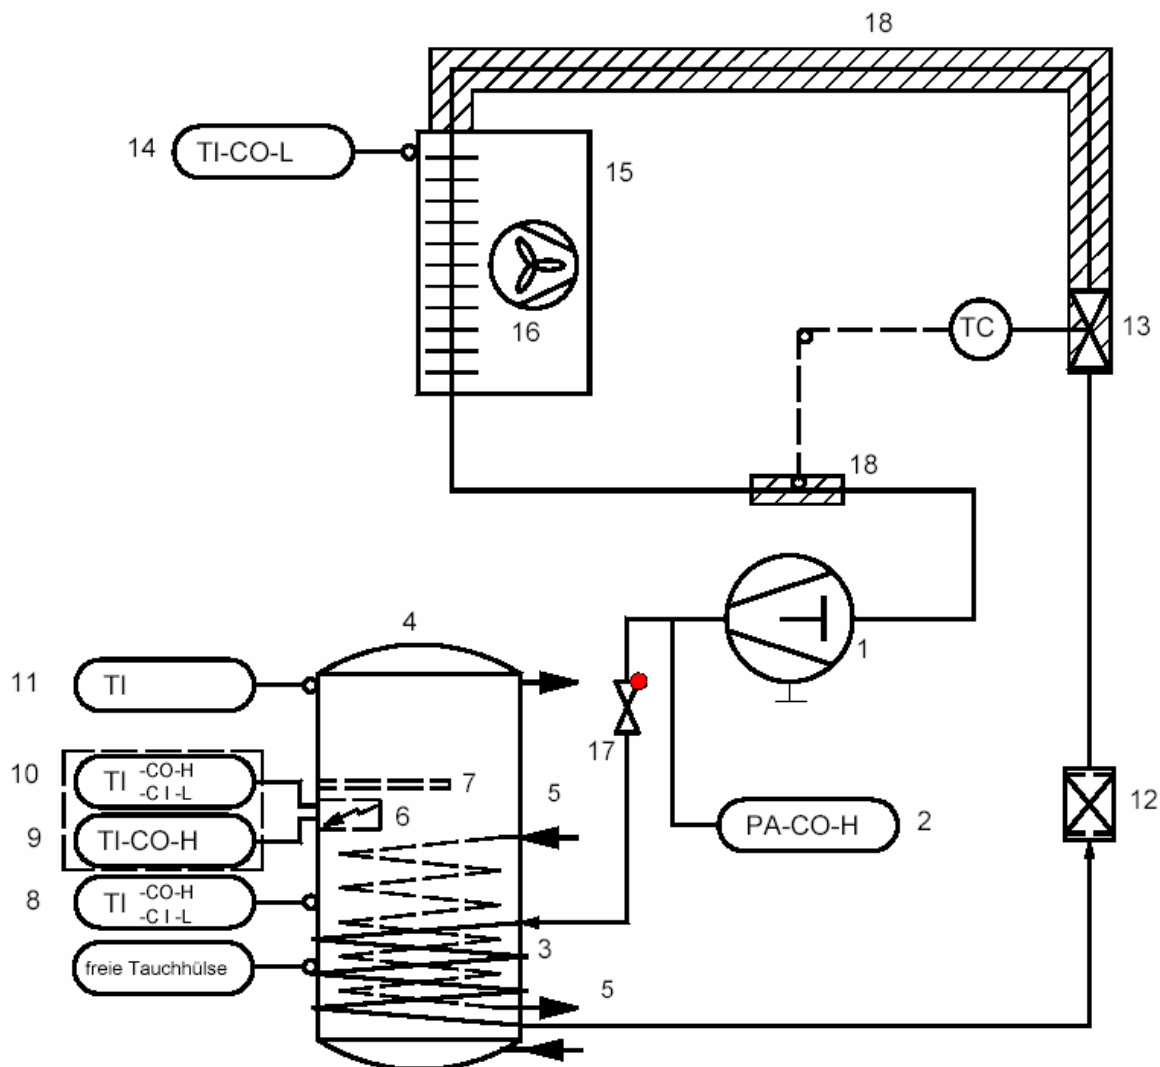 18
14
TI-CO-L
15
16
TC
13
18
1
4
11
TI
17
10
TI -CO-H
-C I -L
7
5
6
12
9
TI-CO-H
PA-CO-H
2
8
TI -CO-H
-C I -L
3
freie Tauchhülse
5